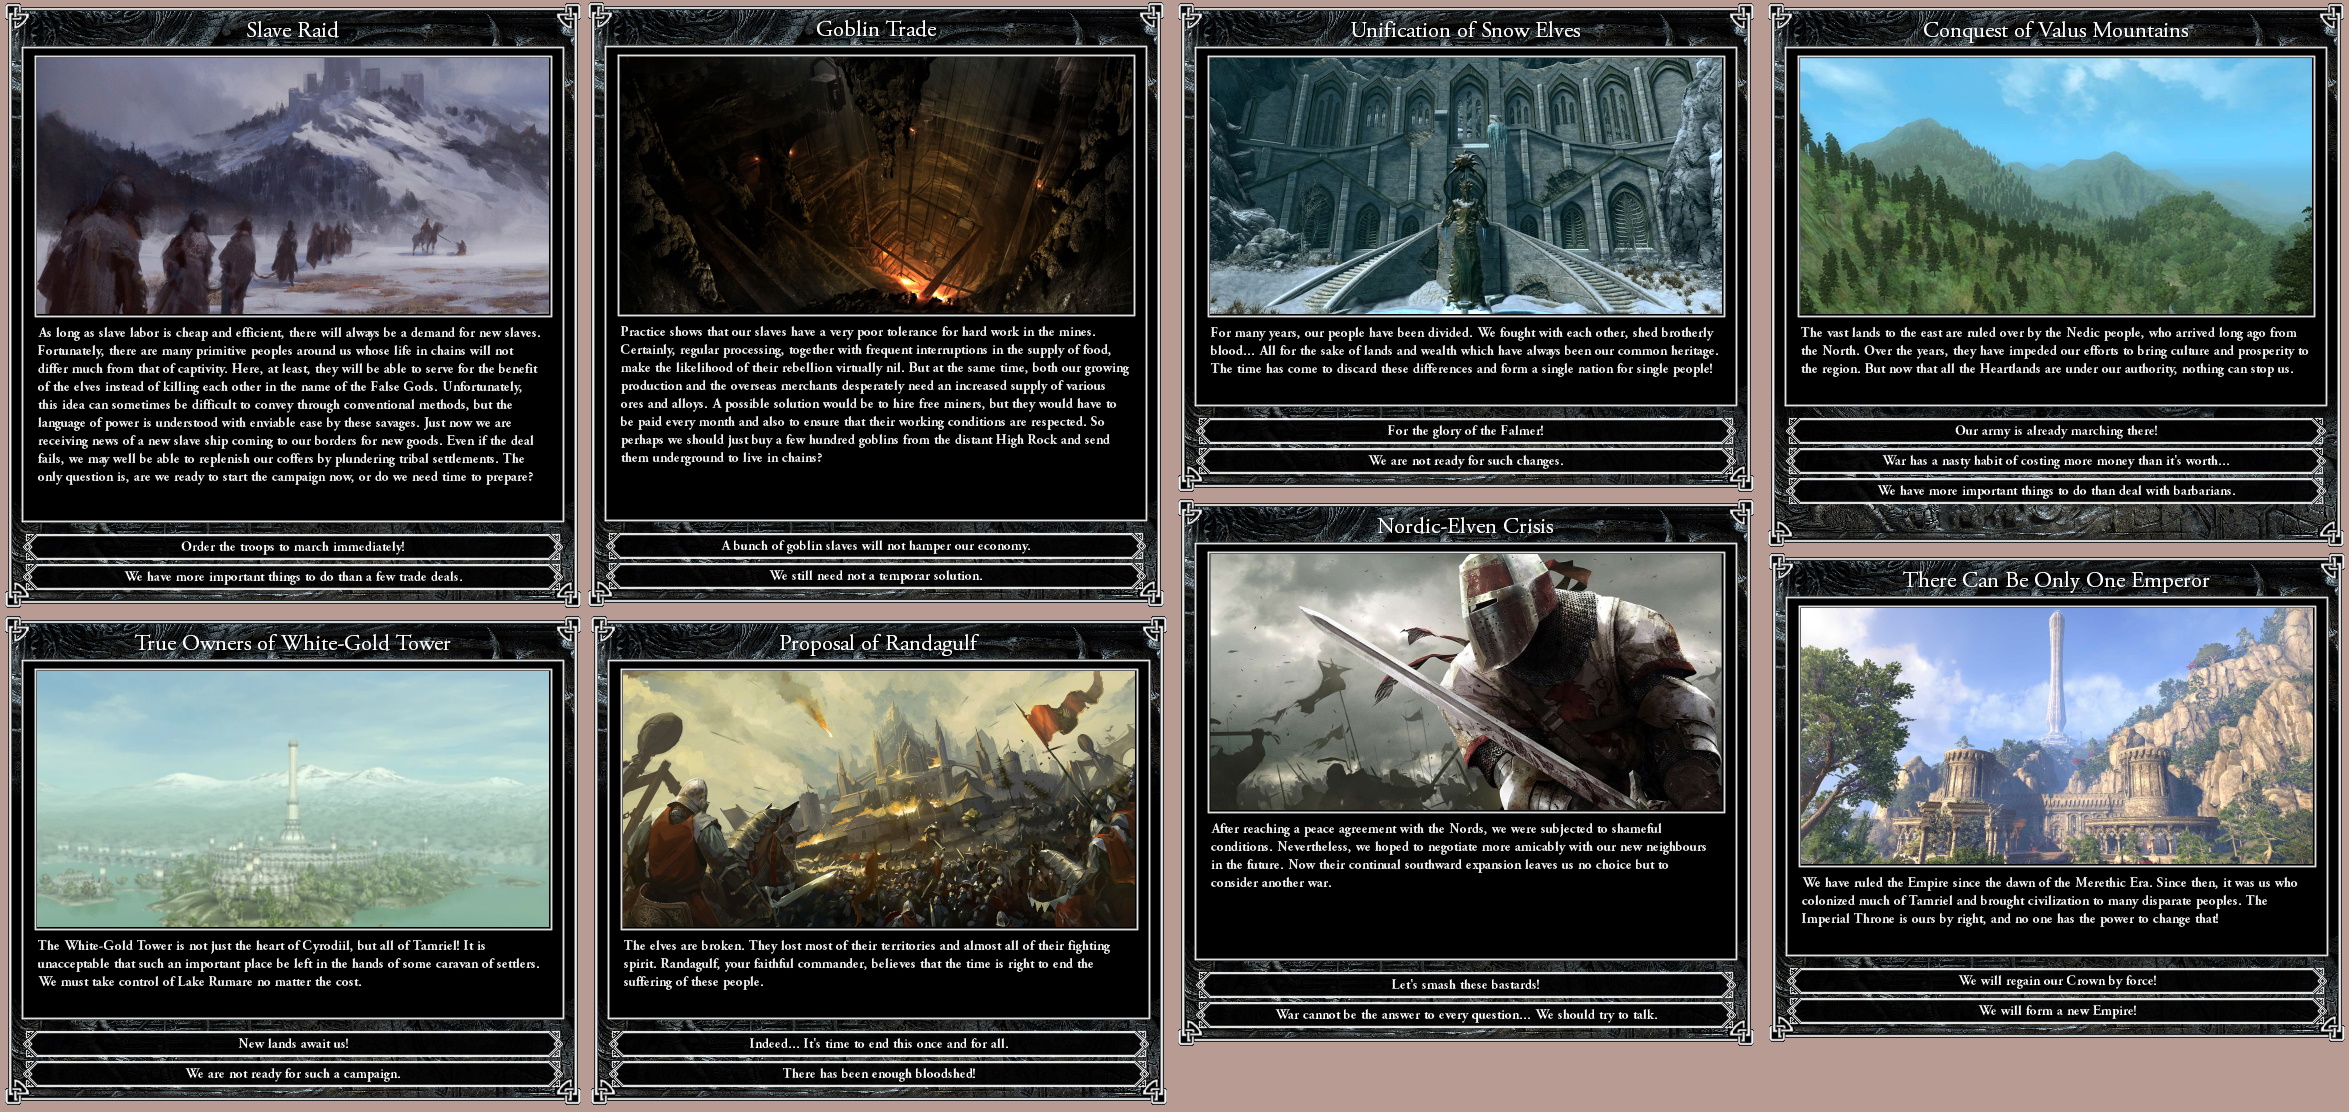 Slave Raid
As long as slave labor is cheap and efficient, there will always be a demand for new slaves.
Fortunately, there are many primitive peoples around us whose life in chains will not
differ much from that of captivity. Here, at least, they will be able to serve for the benefit
of the elves instead of killing each other in the name of the False Gods. Unfortunately,
this idea can sometimes be difficult to convey through conventional methods, but the
language of power is understood with enviable ease by these savages. Just now we are
receiving news of a new slave ship coming to our borders for new goods. Even if the deal
fails, we may well be able to replenish our coffers by plundering tribal settlements. The
only question is, are we ready to start the campaign now, or do we need time to prepare?
Order the troops to march immediately!
We have more important things to do than a few trade deals.
Goblin Trade
Practice shows that our slaves have a very poor tolerance for hard work in the mines.
Certainly, regular processing, together with frequent interruptions in the supply of food,
make the likelihood of their rebellion virtually nil. But at the same time, both our growing
production and the overseas merchants desperately need an increased supply of various
ores and alloys. A possible solution would be to hire free miners, but they would have to
be paid every month and also to ensure that their working conditions are respected. So
perhaps we should just buy a few hundred goblins from the distant High Rock and send
them underground to live in chains?
A bunch of goblin slaves will not hamper our economy.
We still need not a temporar solution.
Unification of Snow Elves
For many years, our people have been divided. We fought with each other, shed brotherly
blood... All for the sake of lands and wealth which have always been our common heritage.
The time has come to discard these differences and form a single nation for single people!
For the glory of the Falmer!
We are not ready for such changes.
Conquest of Valus Mountains
The vast lands to the east are ruled over by the Nedic people, who arrived long ago from
the North. Over the years, they have impeded our efforts to bring culture and prosperity to
the region. But now that all the Heartlands are under our authority, nothing can stop us.
Our army is already marching there!
War has a nasty habit of costing more money than it's worth...
We have more important things to do than deal with barbarians.
True Owners of White-Gold Tower
The White-Gold Tower is not just the heart of Cyrodiil, but all of Tamriel! It is
unacceptable that such an important place be left in the hands of some caravan of settlers.
We must take control of Lake Rumare no matter the cost.
New lands await us!
We are not ready for such a campaign.
Proposal of Randagulf
The elves are broken. They lost most of their territories and almost all of their fighting
spirit. Randagulf, your faithful commander, believes that the time is right to end the
suffering of these people.
Indeed... It's time to end this once and for all.
There has been enough bloodshed!
Nordic-Elven Crisis
After reaching a peace agreement with the Nords, we were subjected to shameful
conditions. Nevertheless, we hoped to negotiate more amicably with our new neighbours
in the future. Now their continual southward expansion leaves us no choice but to
consider another war.
Let's smash these bastards!
War cannot be the answer to every question... We should try to talk.
There Can Be Only One Emperor
We have ruled the Empire since the dawn of the Merethic Era. Since then, it was us who
colonized much of Tamriel and brought civilization to many disparate peoples. The
Imperial Throne is ours by right, and no one has the power to change that!
We will regain our Crown by force!
We will form a new Empire!